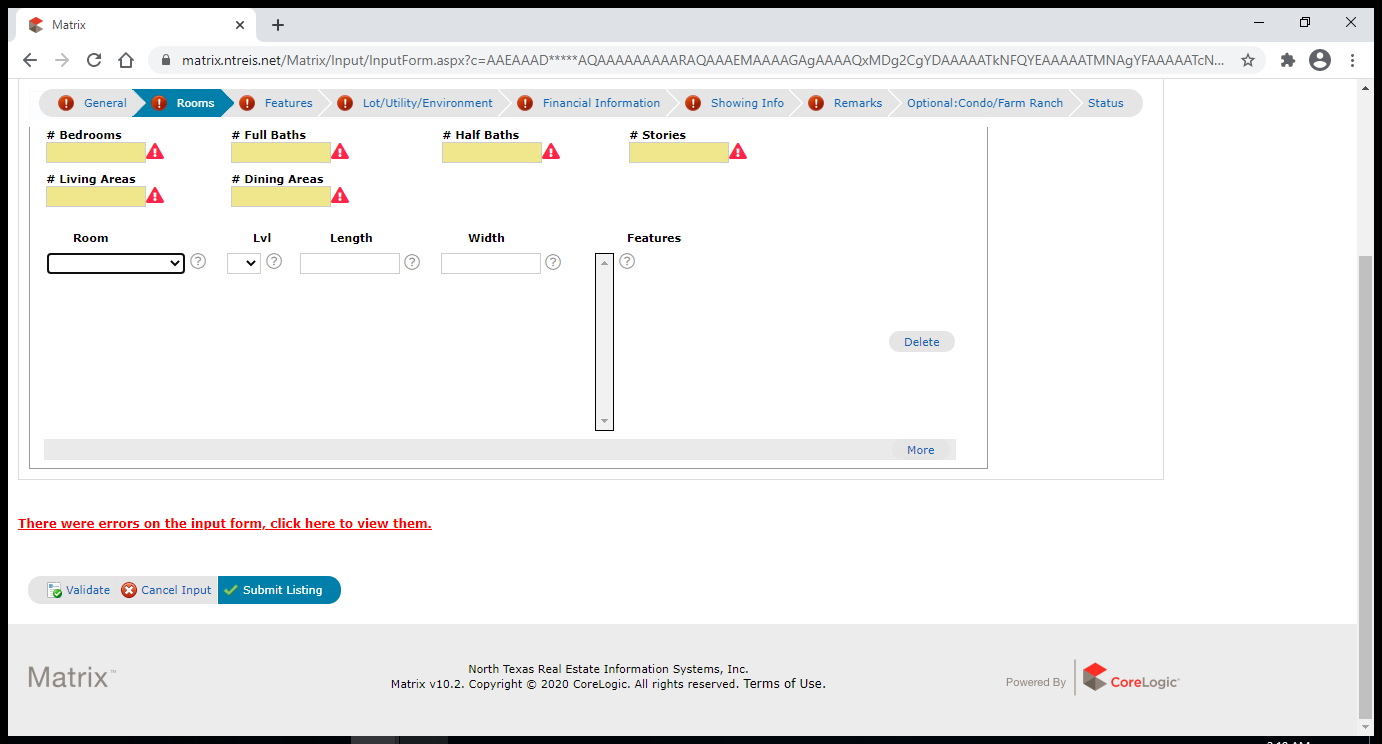 Matrix
matrix.ntreis.net/Matrix/Input/InputForm.aspx?c=AAEAAAD*****AQAAAAAAAAARAQAAAEMAAAAGAgAAAAQxMDg2CgYDAAAAATkNFQYEAAAAATMNAgYFAAAAATcN...
General Rooms Features Lot/Utility/Environment Financial Information Showing Info Remarks Optional:Condo/Farm Ranch Status
# Bedrooms # Full Baths # Half Baths # Stories
# Living Areas # Dining Areas
Room Lvl Length Width Features
Delete
More
There were errors on the input form, click here to view them.
Validate Cancel Input Submit Listing
Matrix™
North Texas Real Estate Information Systems, Inc.
Matrix v10.2. Copyright © 2020 CoreLogic. All rights reserved. Terms of Use.
Powered By CoreLogic